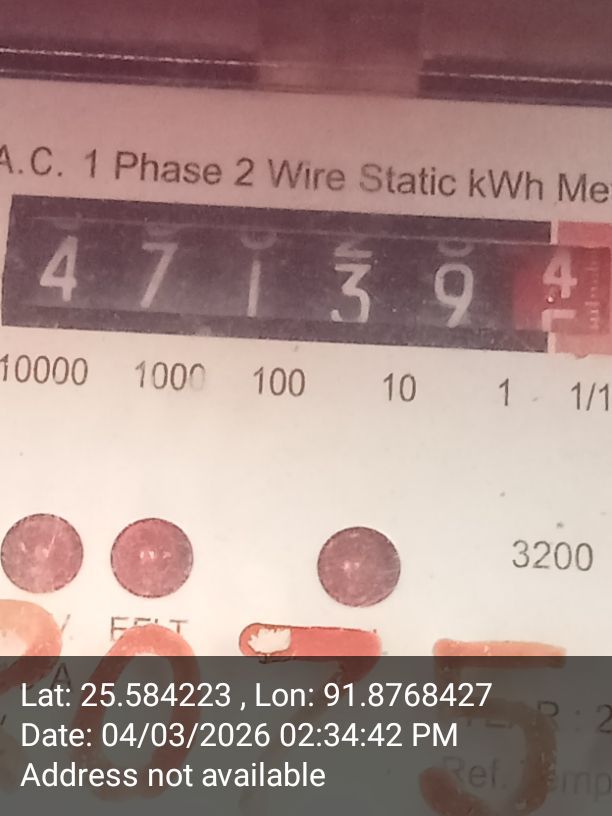 A.C. 1 Phase 2 Wire Static kWh Me
4 7 1 3 9 4
10000 1000 100 10 1 1/1
3200
Lat: 25.584223 , Lon: 91.8768427
Date: 04/03/2026 02:34:42 PM
Ref.
Address not available